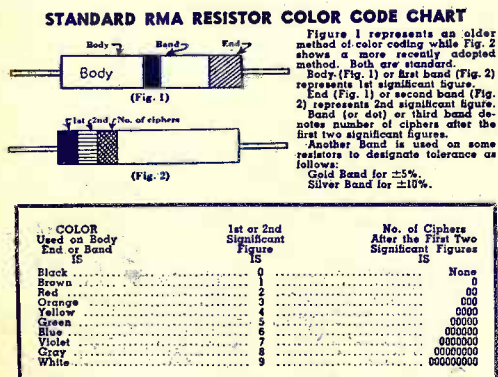 STANDARD RMA RESISTOR COLOR CODE CHART
Body
Band
End
Body
(Fig. 1)
1st
2nd
No. of ciphers
(Fig. 2)
Figure 1 represents an older
method of color coding while Fig. 2
shows a more recently adopted
method. Both are standard.
Body (Fig. 1) or first band (Fig. 2)
represents 1st significant figure.
End (Fig. 1) or second band (Fig.
2) represents 2nd significant figure.
Band (or dot) or third band de-
notes number of ciphers after the
first two significant figures.
Another Band is used on some
resistors to designate tolerance as
follows:
Gold Band for ±5%.
Silver Band for ±10%.
COLOR 1st or 2nd No. of Ciphers
Used on Body Significant After the First Two
End or Band Figure Significant Figures
IS IS IS
Black 0 None
Brown 1 0
Red 2 00
Orange 3 000
Yellow 4 0000
Green 5 00000
Blue 6 000000
Violet 7 0000000
Gray 8 00000000
White 9 000000000